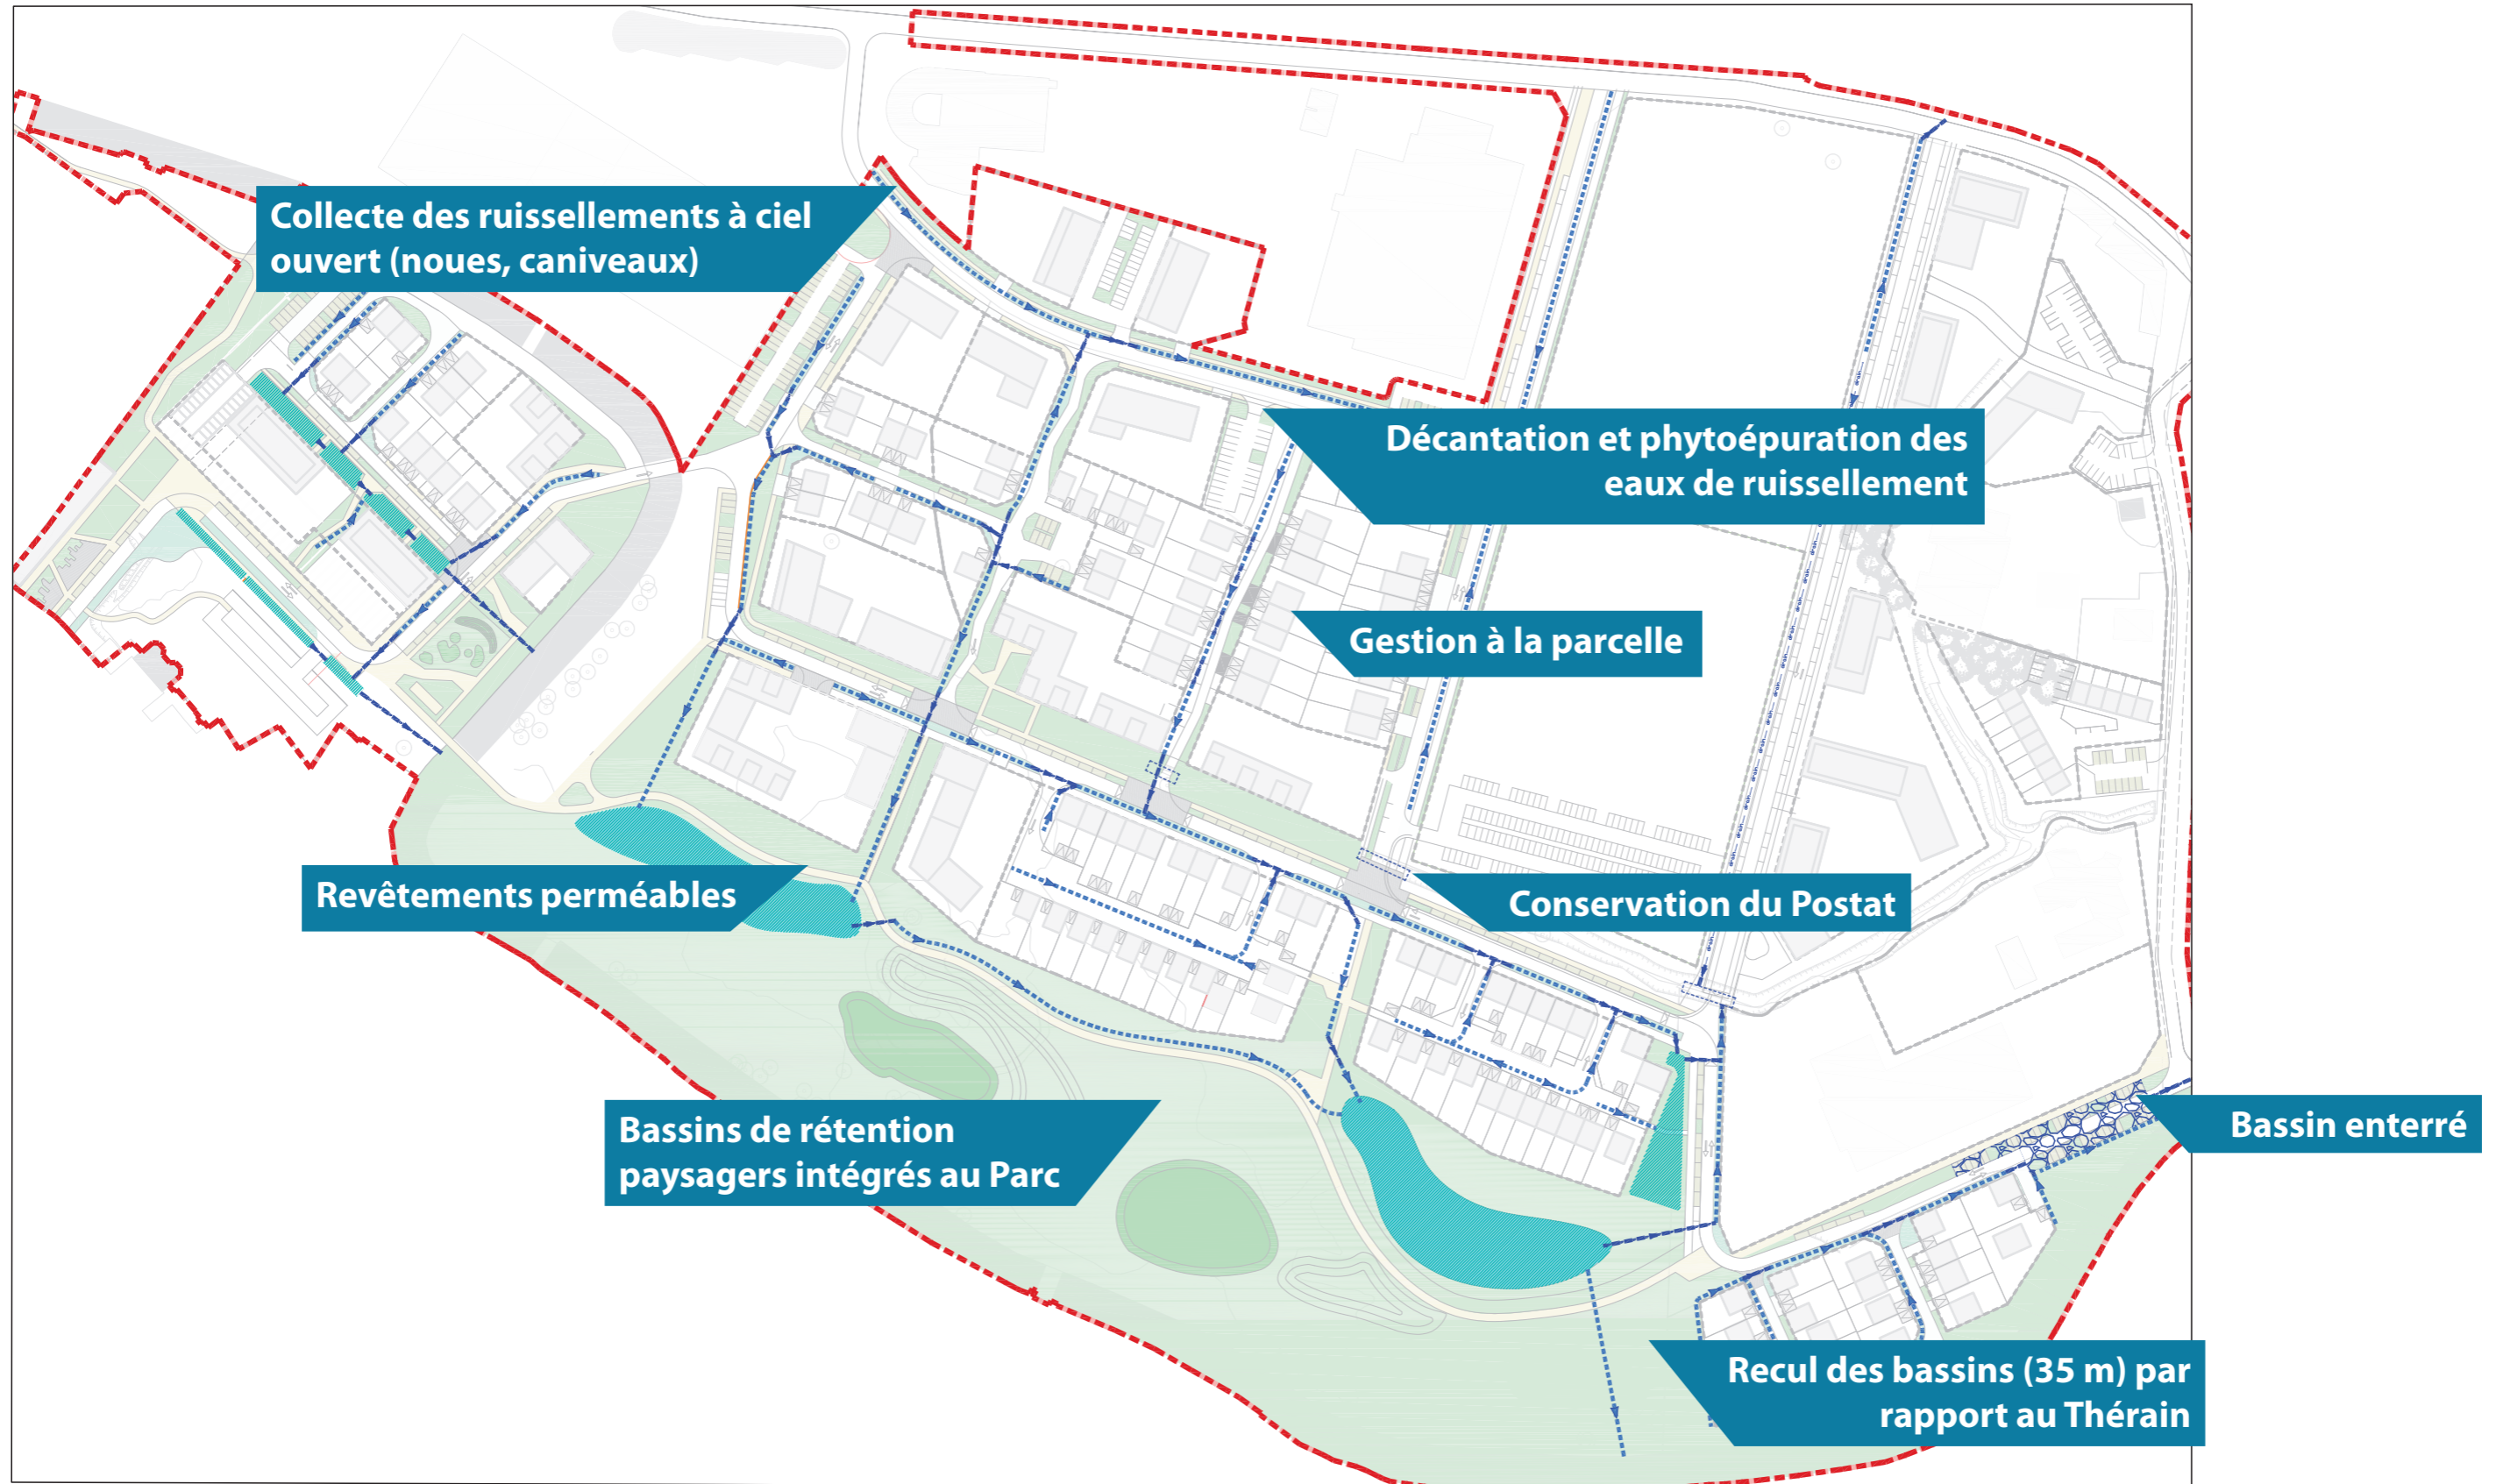 Collecte des ruissellements à ciel
ouvert (noues, caniveaux)
Décantation et phytoépuration des
eaux de ruissellement
Gestion à la parcelle
Revêtements perméables
Conservation du Postat
Bassins de rétention
paysagers intégrés au Parc
Bassin enterré
Recul des bassins (35 m) par
rapport au Thérain